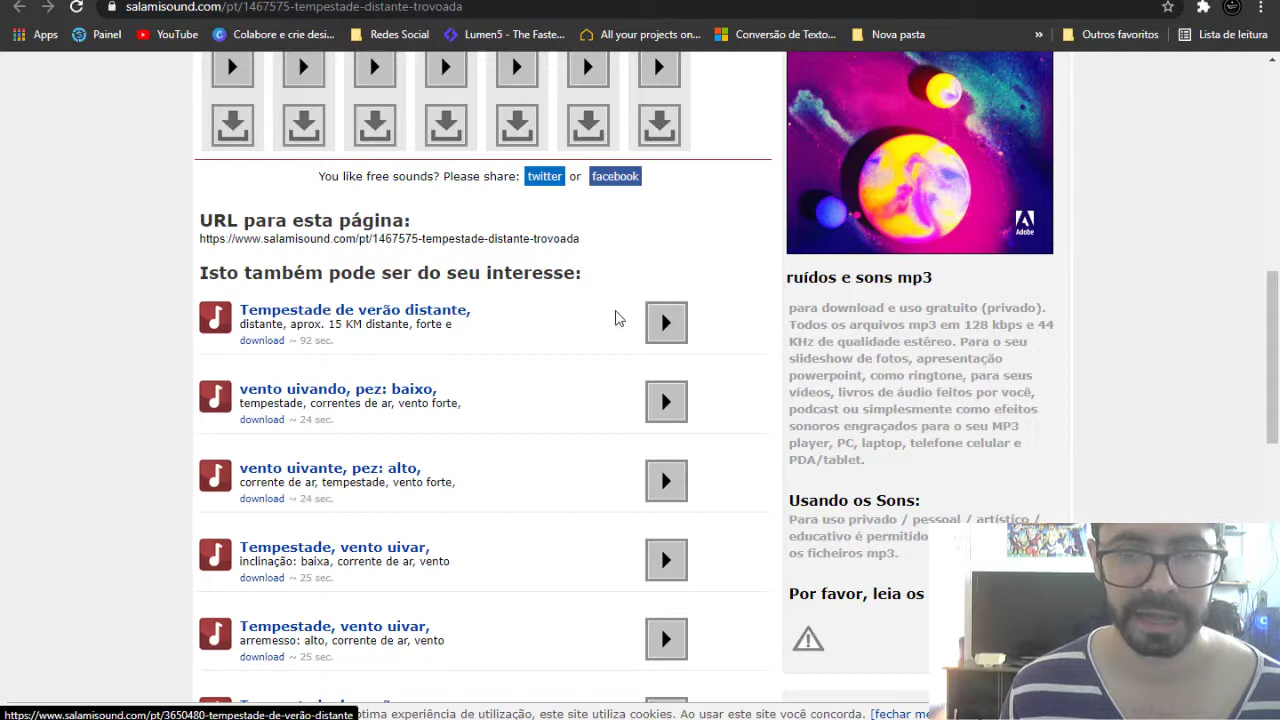 salamisound.com/pt/1467575-tempestade-distante-trovoada
Apps Painel YouTube Colabore e crie desi... Redes Social Lumen5 - The Faste... All your projects on... Conversão de Texto... Nova pasta » Outros favoritos Lista de leitura
You like free sounds? Please share: twitter or facebook
URL para esta página:
https://www.salamisound.com/pt/1467575-tempestade-distante-trovoada
Isto também pode ser do seu interesse:
Tempestade de verão distante,
distante, aprox. 15 KM distante, forte e
download ~ 92 sec.
vento uivando, pez: baixo,
tempestade, correntes de ar, vento forte,
download ~ 24 sec.
vento uivante, pez: alto,
corrente de ar, tempestade, vento forte,
download ~ 24 sec.
Tempestade, vento uivar,
inclinação: baixa, corrente de ar, vento
download ~ 25 sec.
Tempestade, vento uivar,
arremesso: alto, corrente de ar, vento
download ~ 25 sec.
Adobe
ruídos e sons mp3
para download e uso gratuito (privado).
Todos os arquivos mp3 em 128 kbps e 44
KHz de qualidade estéreo. Para o seu
slideshow de fotos, apresentação
powerpoint, como ringtone, para seus
vídeos, livros de áudio feitos por você,
podcast ou simplesmente como efeitos
sonoros engraçados para o seu MP3
player, PC, laptop, telefone celular e
PDA/tablet.
Usando os Sons:
Para uso privado / pessoal / artístico /
educativo é permitido
os ficheiros mp3.
Por favor, leia os
https://www.salamisound.com/pt/3650480-tempestade-de-verão-distante
tima experiência de utilização, este site utiliza cookies. Ao usar este site você concorda. [fechar me